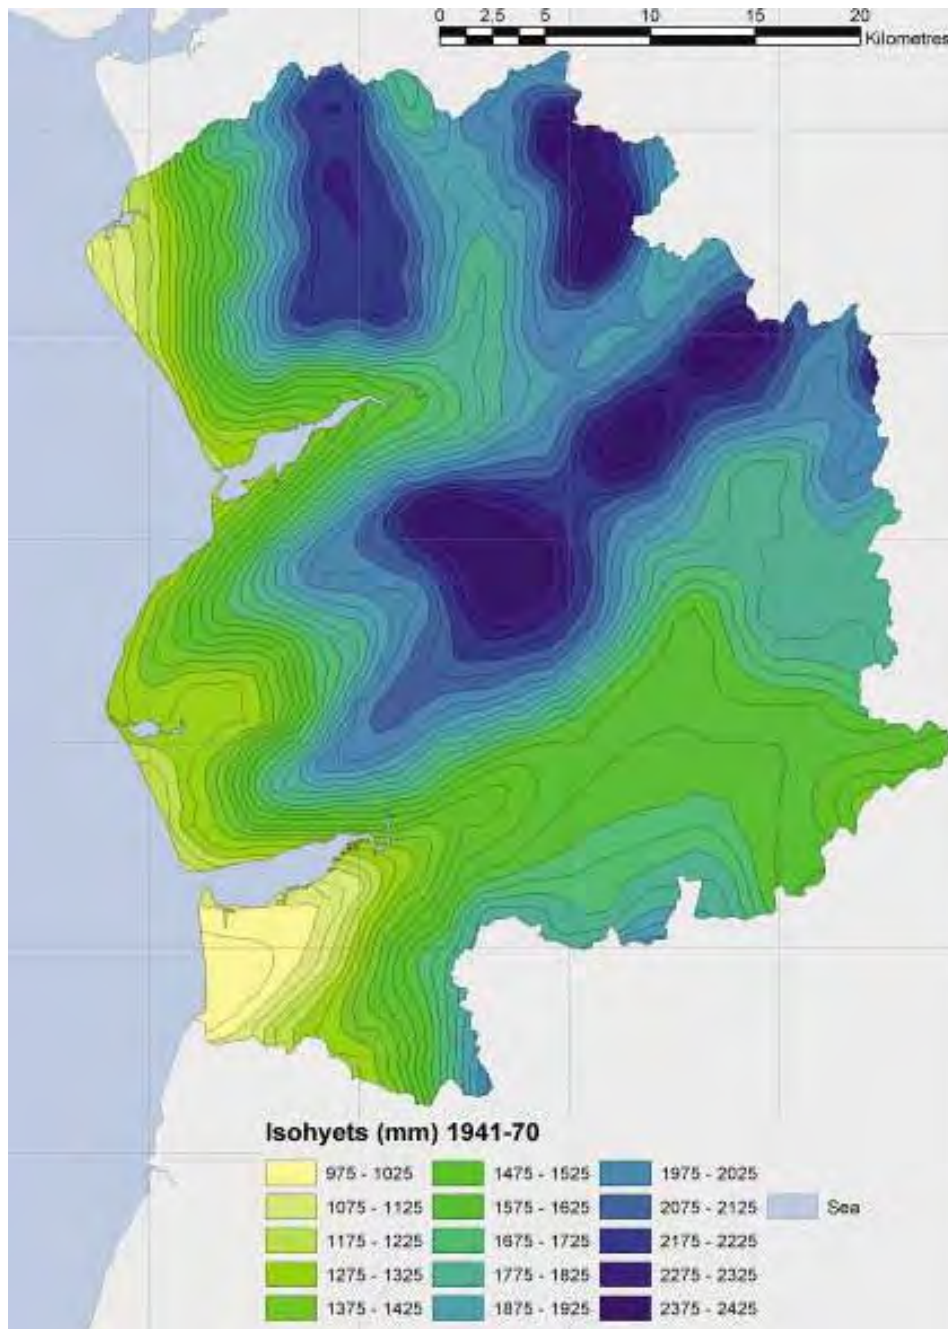 0 2.5 5 10 15 20
Kilometres
Isohyets (mm) 1941-70
975 - 1025 1475 - 1525 1975 - 2025
1075 - 1125 1575 - 1625 2075 - 2125 Sea
1175 - 1225 1675 - 1725 2175 - 2225
1275 - 1325 1775 - 1825 2275 - 2325
1375 - 1425 1875 - 1925 2375 - 2425